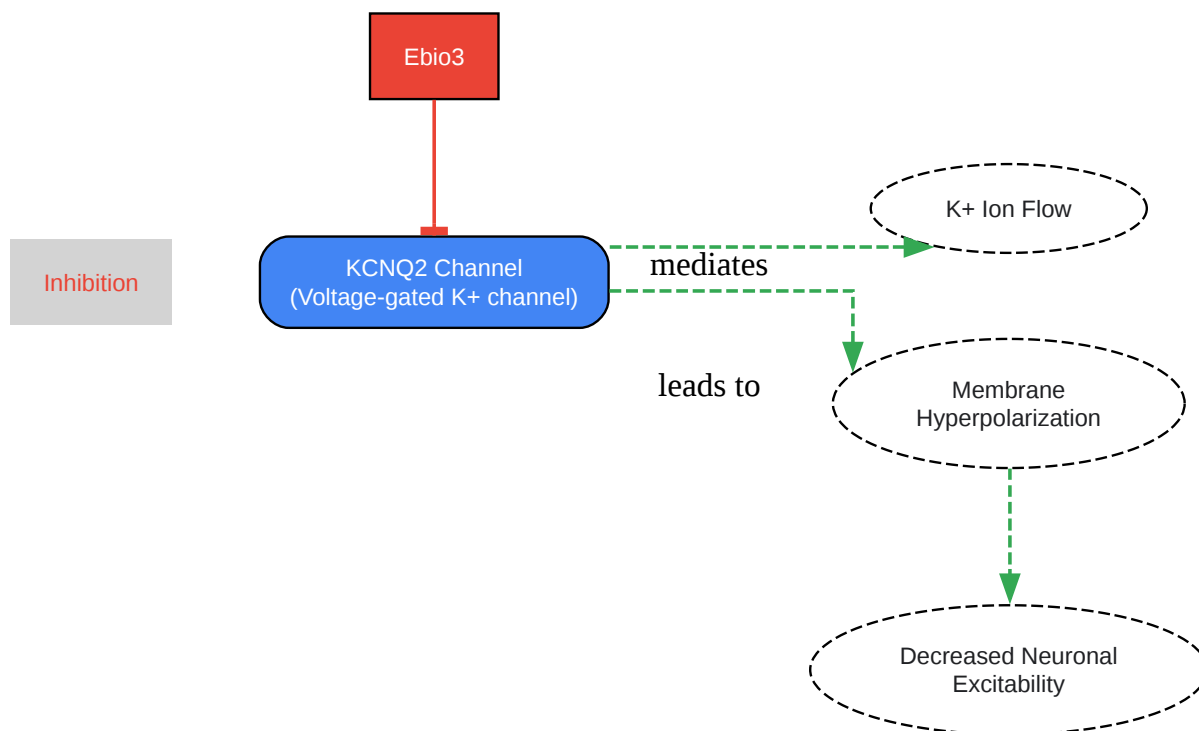 Ebio3
K+ Ion Flow
Inhibition
KCNQ2 Channel
(Voltage-gated K+ channel)
mediates
leads to
Membrane
Hyperpolarization
Decreased Neuronal
Excitability